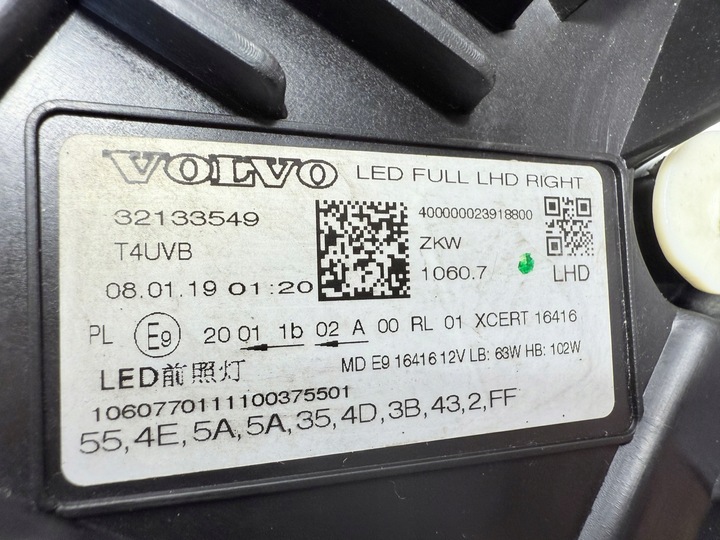 VOLVO LED FULL LHD RIGHT
32133549 400000023918800
T4UVB ZKW
08.01.19 01:20 1060.7 LHD
PL E9 20 01 1b 02 A 00 RL 01 XCERT 16416
LED前照灯 MD E9 16416 12V LB: 63W HB: 102W
1060770111100375501
55,4E,5A,5A,35,4D,3B,43,2,FF